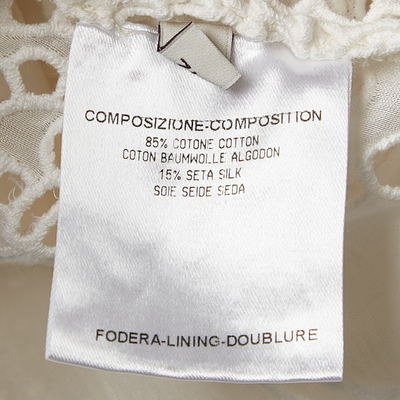 COMPOSIZIONE-COMPOSITION
85% COTONE COTTON
COTON BAUMWOLLE ALGODON
15% SETA SILK
SOIE SEIDE SEDA
FODERA-LINING-DOUBLURE